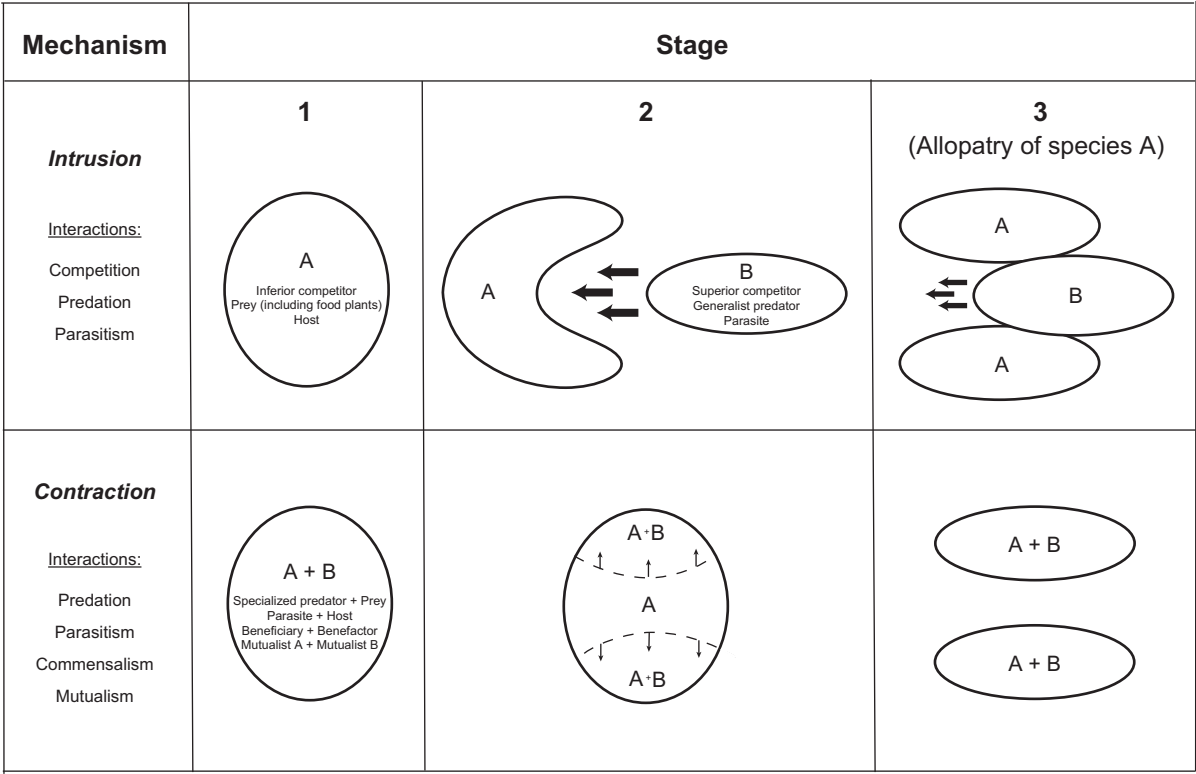 Mechanism
Stage
Intrusion
Interactions:
Competition
Predation
Parasitism
1
A
Inferior competitor
Prey (including food plants)
Host
2
A
B
Superior competitor
Generalist predator
Parasite
3
(Allopatry of species A)
A
B
A
Contraction
Interactions:
Predation
Parasitism
Commensalism
Mutualism
A + B
Specialized predator + Prey
Parasite + Host
Beneficiary + Benefactor
Mutualist A + Mutualist B
A+B
A
A+B
A + B
A + B